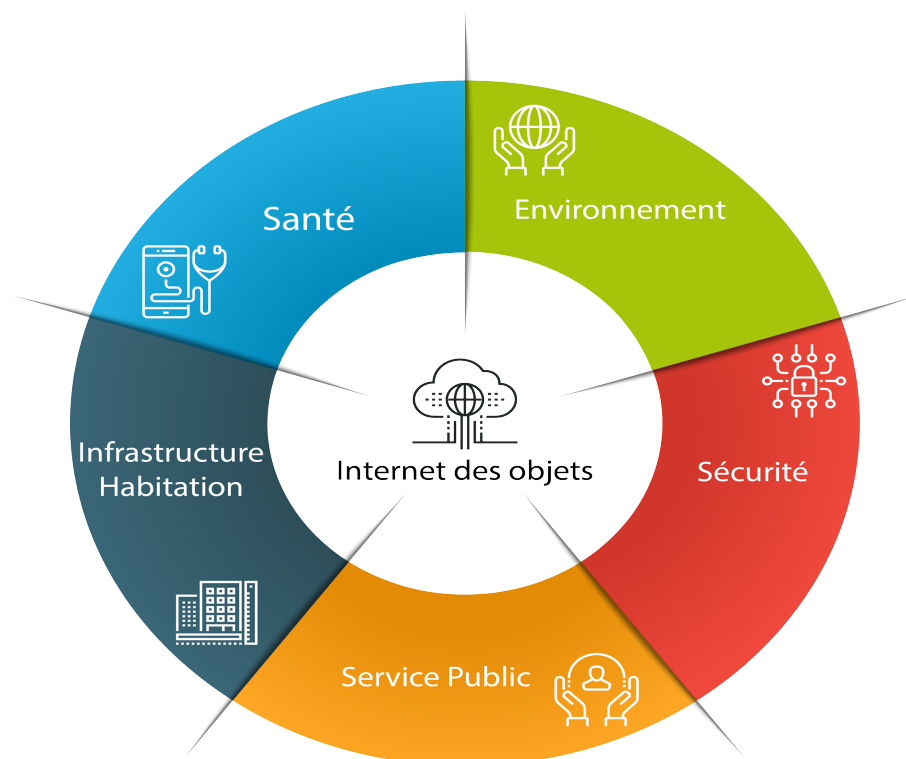 Santé
Environnement
Infrastructure
Habitation
Internet des objets
Sécurité
Service Public